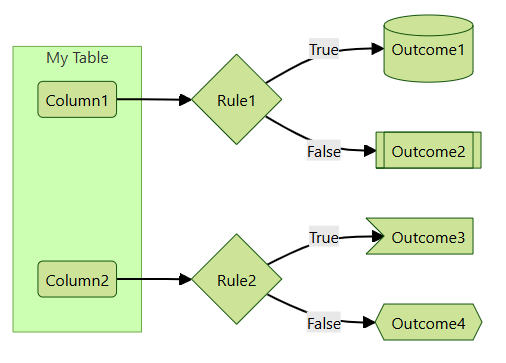 My Table
Column1
Rule1
True
Outcome1
False
Outcome2
Column2
Rule2
True
Outcome3
False
Outcome4